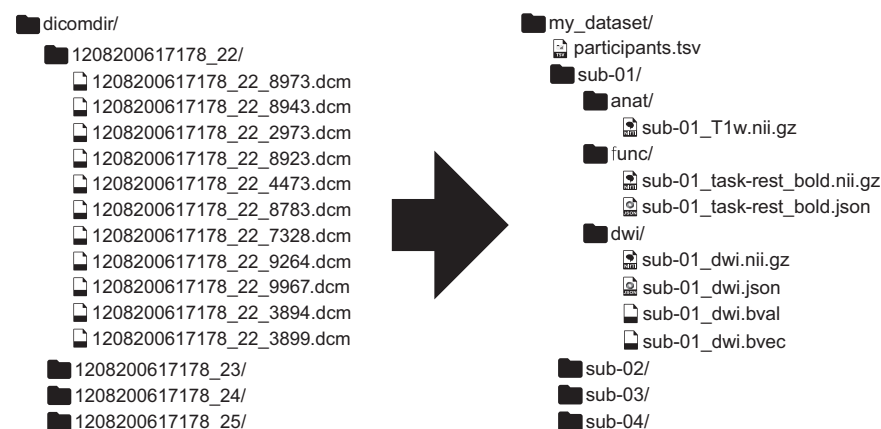 dicomdir/
1208200617178_22/
1208200617178_22_8973.dcm
1208200617178_22_8943.dcm
1208200617178_22_2973.dcm
1208200617178_22_8923.dcm
1208200617178_22_4473.dcm
1208200617178_22_8783.dcm
1208200617178_22_7328.dcm
1208200617178_22_9264.dcm
1208200617178_22_9967.dcm
1208200617178_22_3894.dcm
1208200617178_22_3899.dcm
1208200617178_23/
1208200617178_24/
1208200617178_25/
my_dataset/
participants.tsv
sub-01/
anat/
sub-01_T1w.nii.gz
func/
sub-01_task-rest_bold.nii.gz
sub-01_task-rest_bold.json
dwi/
sub-01_dwi.nii.gz
sub-01_dwi.json
sub-01_dwi.bval
sub-01_dwi.bvec
sub-02/
sub-03/
sub-04/